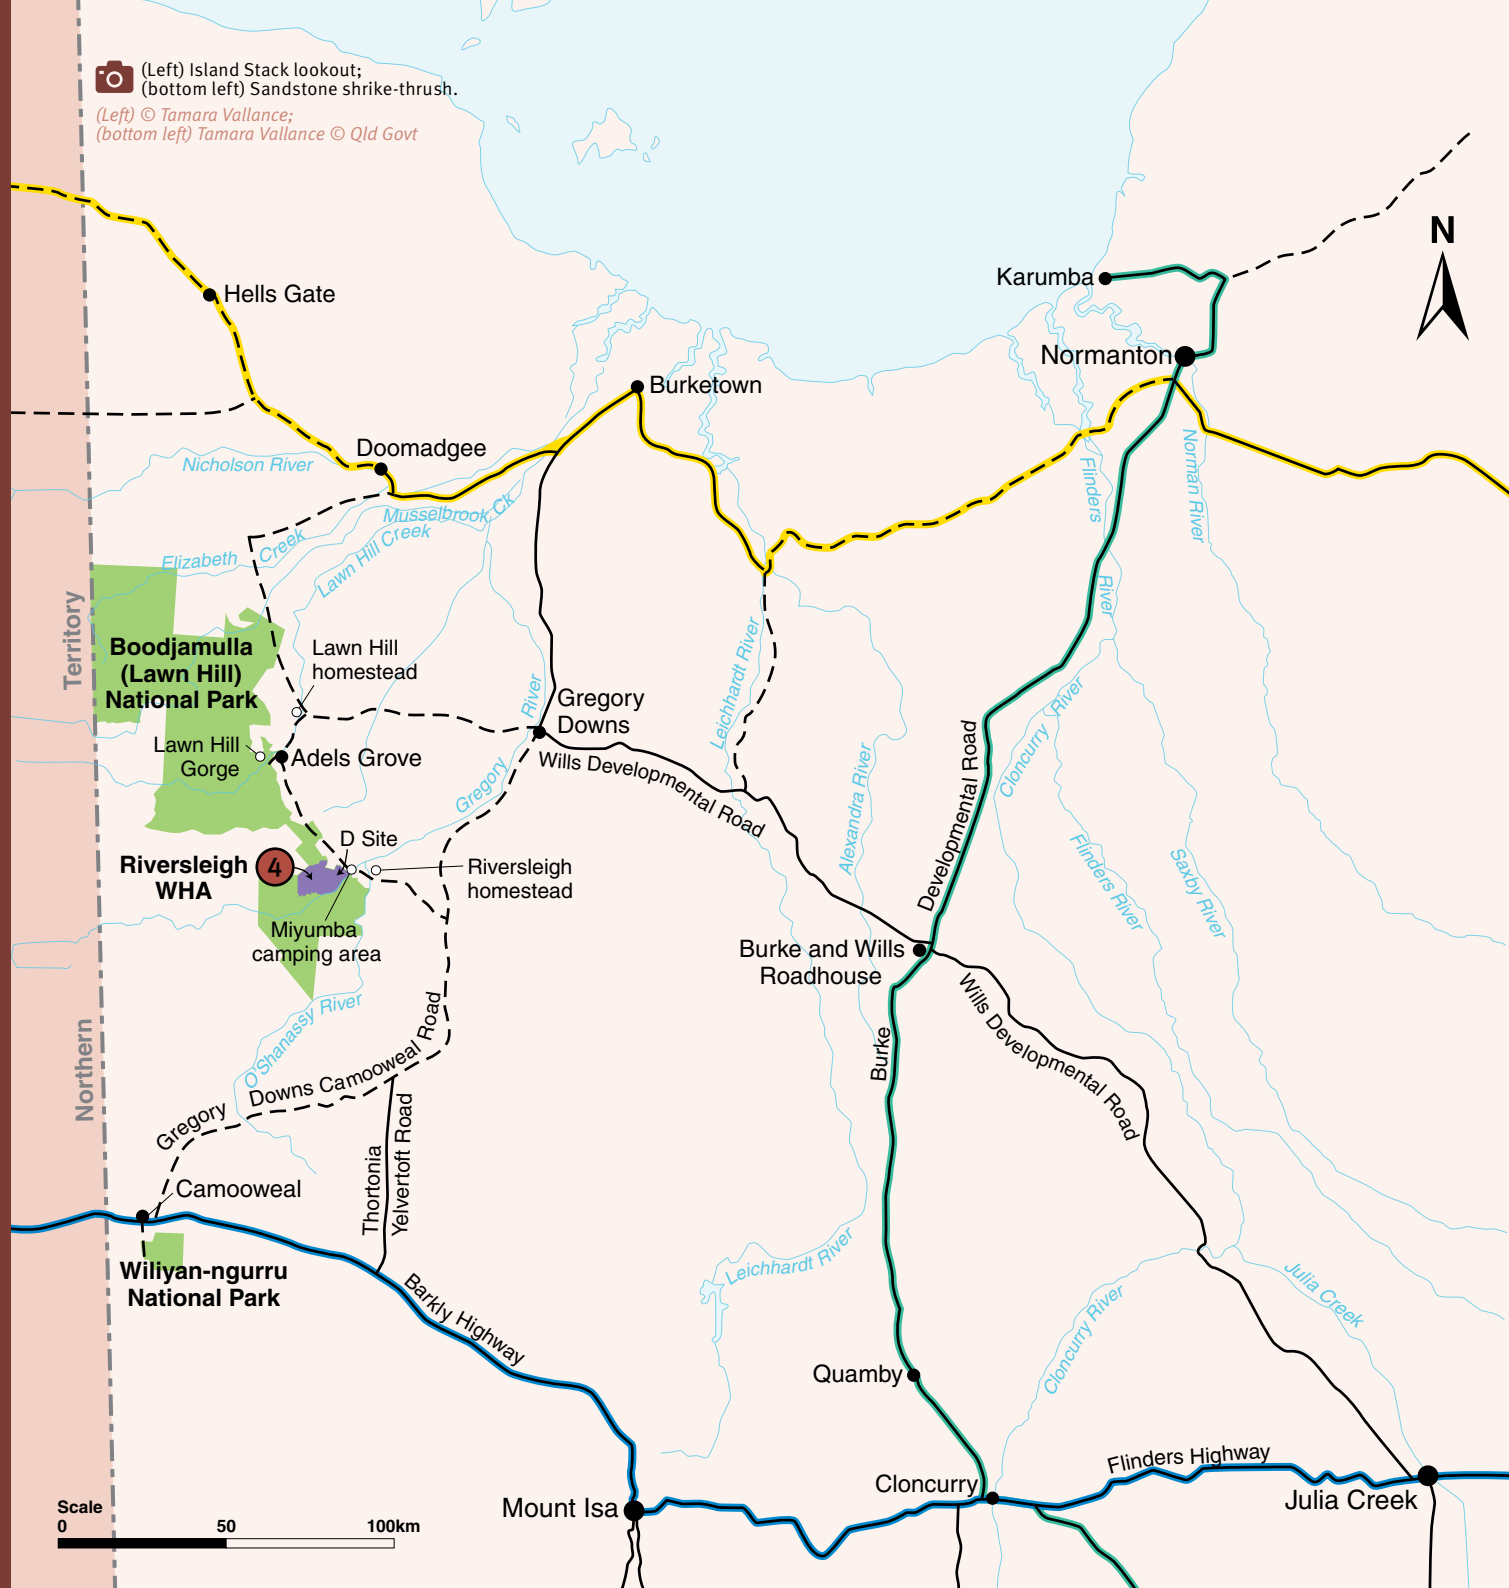 (Left) Island Stack lookout;
(bottom left) Sandstone shrike-thrush.
(Left) © Tamara Vallance;
(bottom left) Tamara Vallance © Qld Govt
N
Karumba
Hells Gate
Normanton
Burketown
Doomadgee
Nicholson River
Musselbrook Ck
Flinders
River
Norman River
Elizabeth Creek
Lawn Hill Creek
Territory
Northern
Boodjamulla
(Lawn Hill)
National Park
Lawn Hill
homestead
Lawn Hill
Gorge
Adels Grove
Gregory
Downs
Gregory
River
Leichhardt River
Wills Developmental Road
Alexandra River
Developmental Road
Cloncurry River
Flinders River
Saxby River
D Site
Riversleigh
WHA
4
Riversleigh
homestead
Miyumba
camping area
Burke and Wills
Roadhouse
Wills Developmental Road
Burke
O'Shanassy River
Gregory Downs Camooweal Road
Thortonia
Yelvertoft Road
Camooweal
Wiliyan-ngurru
National Park
Barkly Highway
Leichhardt River
Julia Creek
Cloncurry River
Quamby
Flinders Highway
Cloncurry
Julia Creek
Mount Isa
Scale
0 50 100km